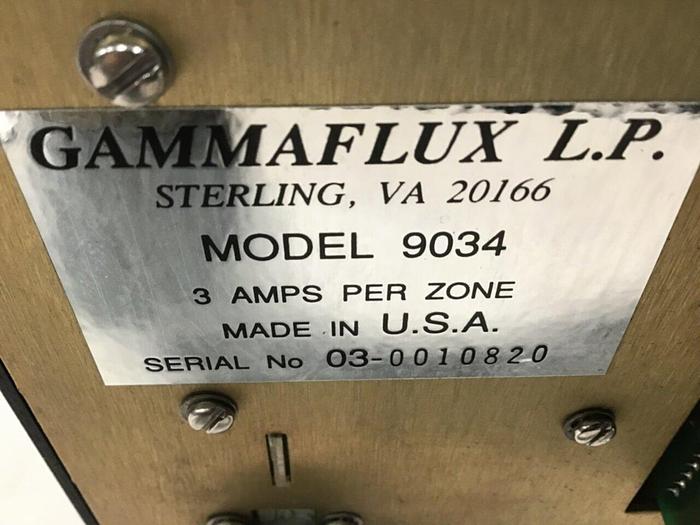 GAMMAFLUX L.P.
STERLING, VA 20166
MODEL 9034
3 AMPS PER ZONE
MADE IN U.S.A.
SERIAL No 03-0010820